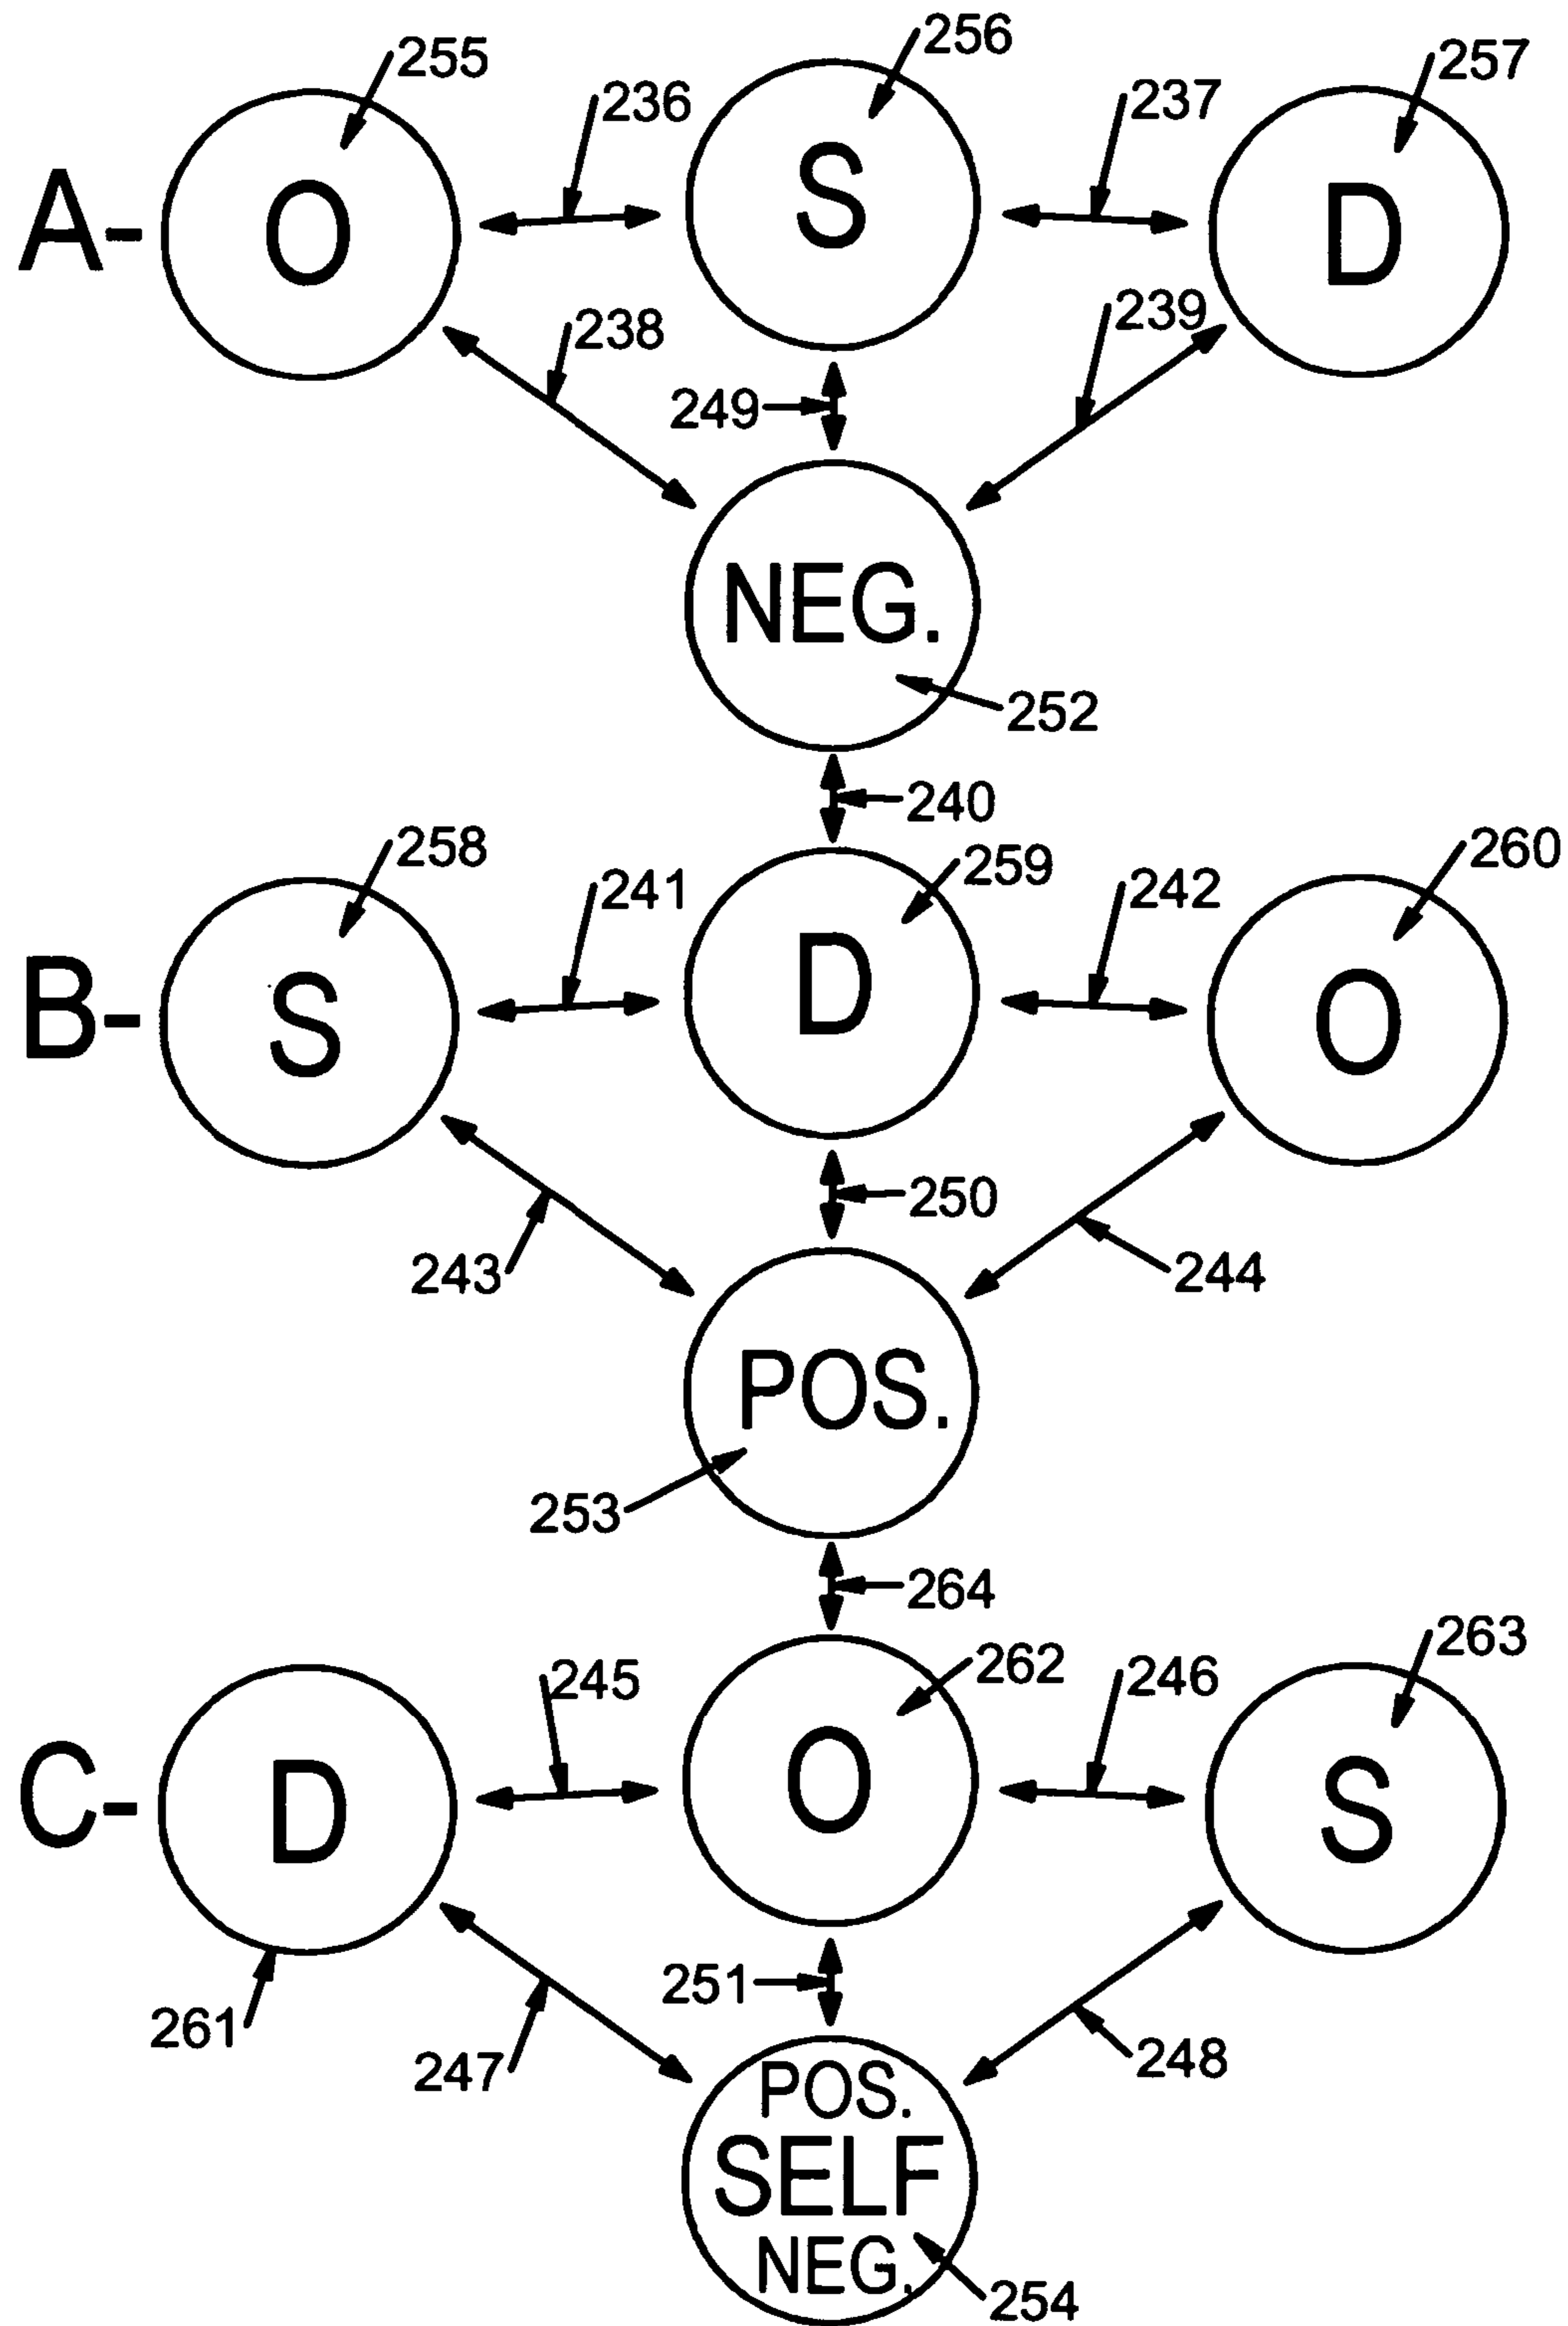 255
256
257
236
237
A-
O
S
D
238
239
249
NEG.
252
240
258
259
260
241
242
B-
S
D
O
250
243
244
POS.
253
264
262
263
245
246
C-
D
O
S
251
261
247
248
POS.
SELF
NEG.
254